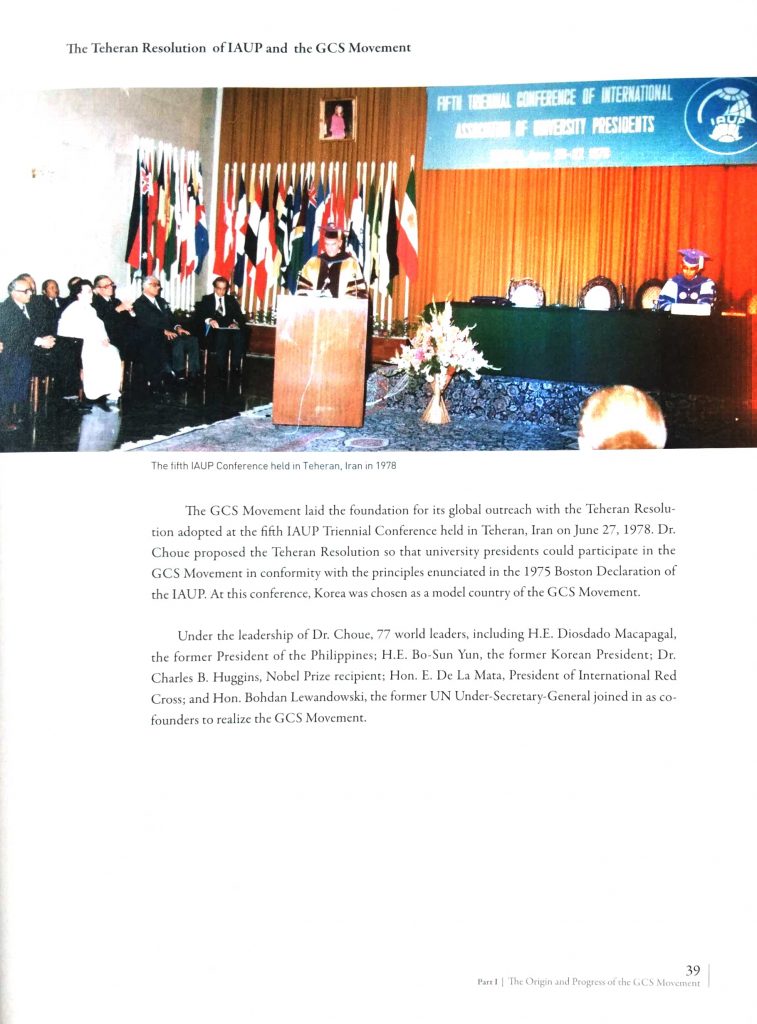 The Teheran Resolution of IAUP and the GCS Movement
FIFTH TRIENNIAL CONFERENCE OF INTERNATIONAL
ASSOCIATION OF UNIVERSITY PRESIDENTS
1978
IAUP
The fifth IAUP Conference held in Teheran, Iran in 1978
The GCS Movement laid the foundation for its global outreach with the Teheran Resolu-
tion adopted at the fifth IAUP Triennial Conference held in Teheran, Iran on June 27, 1978. Dr.
Choue proposed the Teheran Resolution so that university presidents could participate in the
GCS Movement in conformity with the principles enunciated in the 1975 Boston Declaration of
the IAUP. At this conference, Korea was chosen as a model country of the GCS Movement.
Under the leadership of Dr. Choue, 77 world leaders, including H.E. Diosdado Macapagal,
the former President of the Philippines; H.E. Bo-Sun Yun, the former Korean President; Dr.
Charles B. Huggins, Nobel Prize recipient; Hon. E. De La Mata, President of International Red
Cross; and Hon. Bohdan Lewandowski, the former UN Under-Secretary-General joined in as co-
founders to realize the GCS Movement.
39
Part I | The Origin and Progress of the GCS Movement